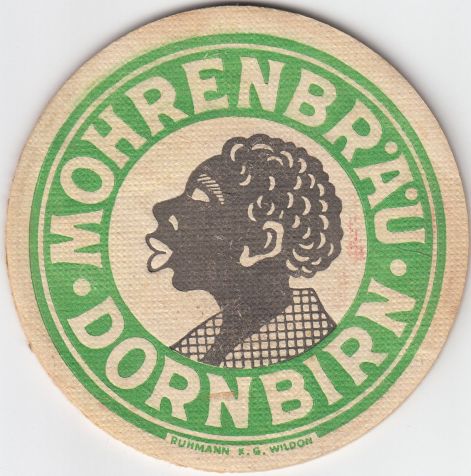 MOHRENBRÄU
· DORNBIRN ·
RUHMANN K. G. WILDON